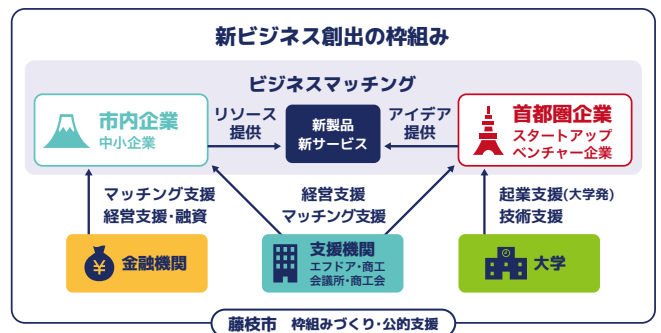 新ビジネス創出の枠組み
ビジネスマッチング
市内企業
中小企業
リソース
提供
新製品
新サービス
アイデア
提供
首都圏企業
スタートアップ
ベンチャー企業
マッチング支援
経営支援・融資
経営支援
マッチング支援
起業支援(大学発)
技術支援
¥
金融機関
支援機関
エフドア・商工
会議所・商工会
大学
藤枝市 枠組みづくり・公的支援